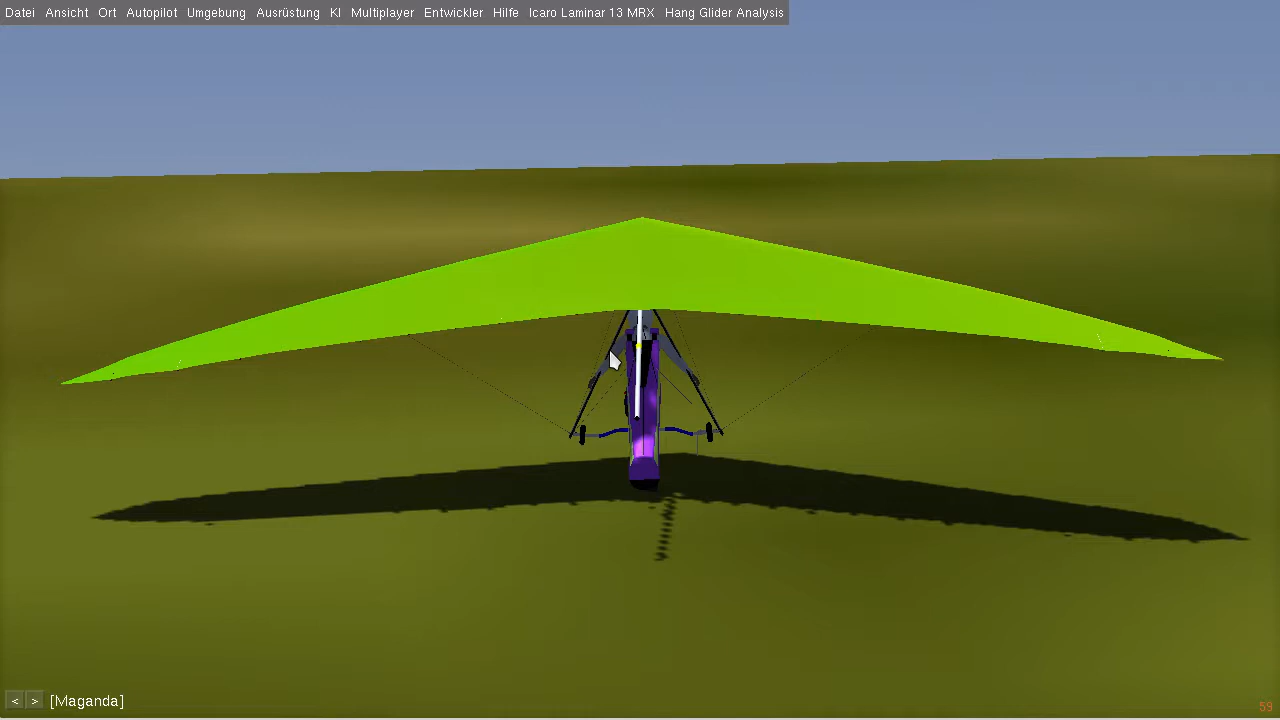 Datei Ansicht Ort Autopilot Umgebung Ausrüstung KI Multiplayer Entwickler Hilfe Icaro Laminar 13 MRX Hang Glider Analysis
< > [Maganda]
59